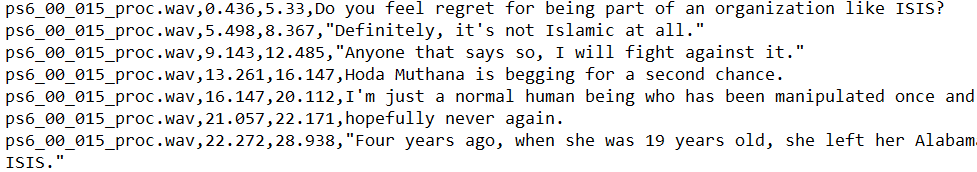 ps6_00_015_proc.wav,0.436,5.33,Do you feel regret for being part of an organization like ISIS?
ps6_00_015_proc.wav,5.498,8.367,"Definitely, it's not Islamic at all."
ps6_00_015_proc.wav,9.143,12.485,"Anyone that says so, I will fight against it."
ps6_00_015_proc.wav,13.261,16.147,Hoda Muthana is begging for a second chance.
ps6_00_015_proc.wav,16.147,20.112,I'm just a normal human being who has been manipulated once and
ps6_00_015_proc.wav,21.057,22.171,hopefully never again.
ps6_00_015_proc.wav,22.272,28.938,"Four years ago, when she was 19 years old, she left her Alabam
ISIS."